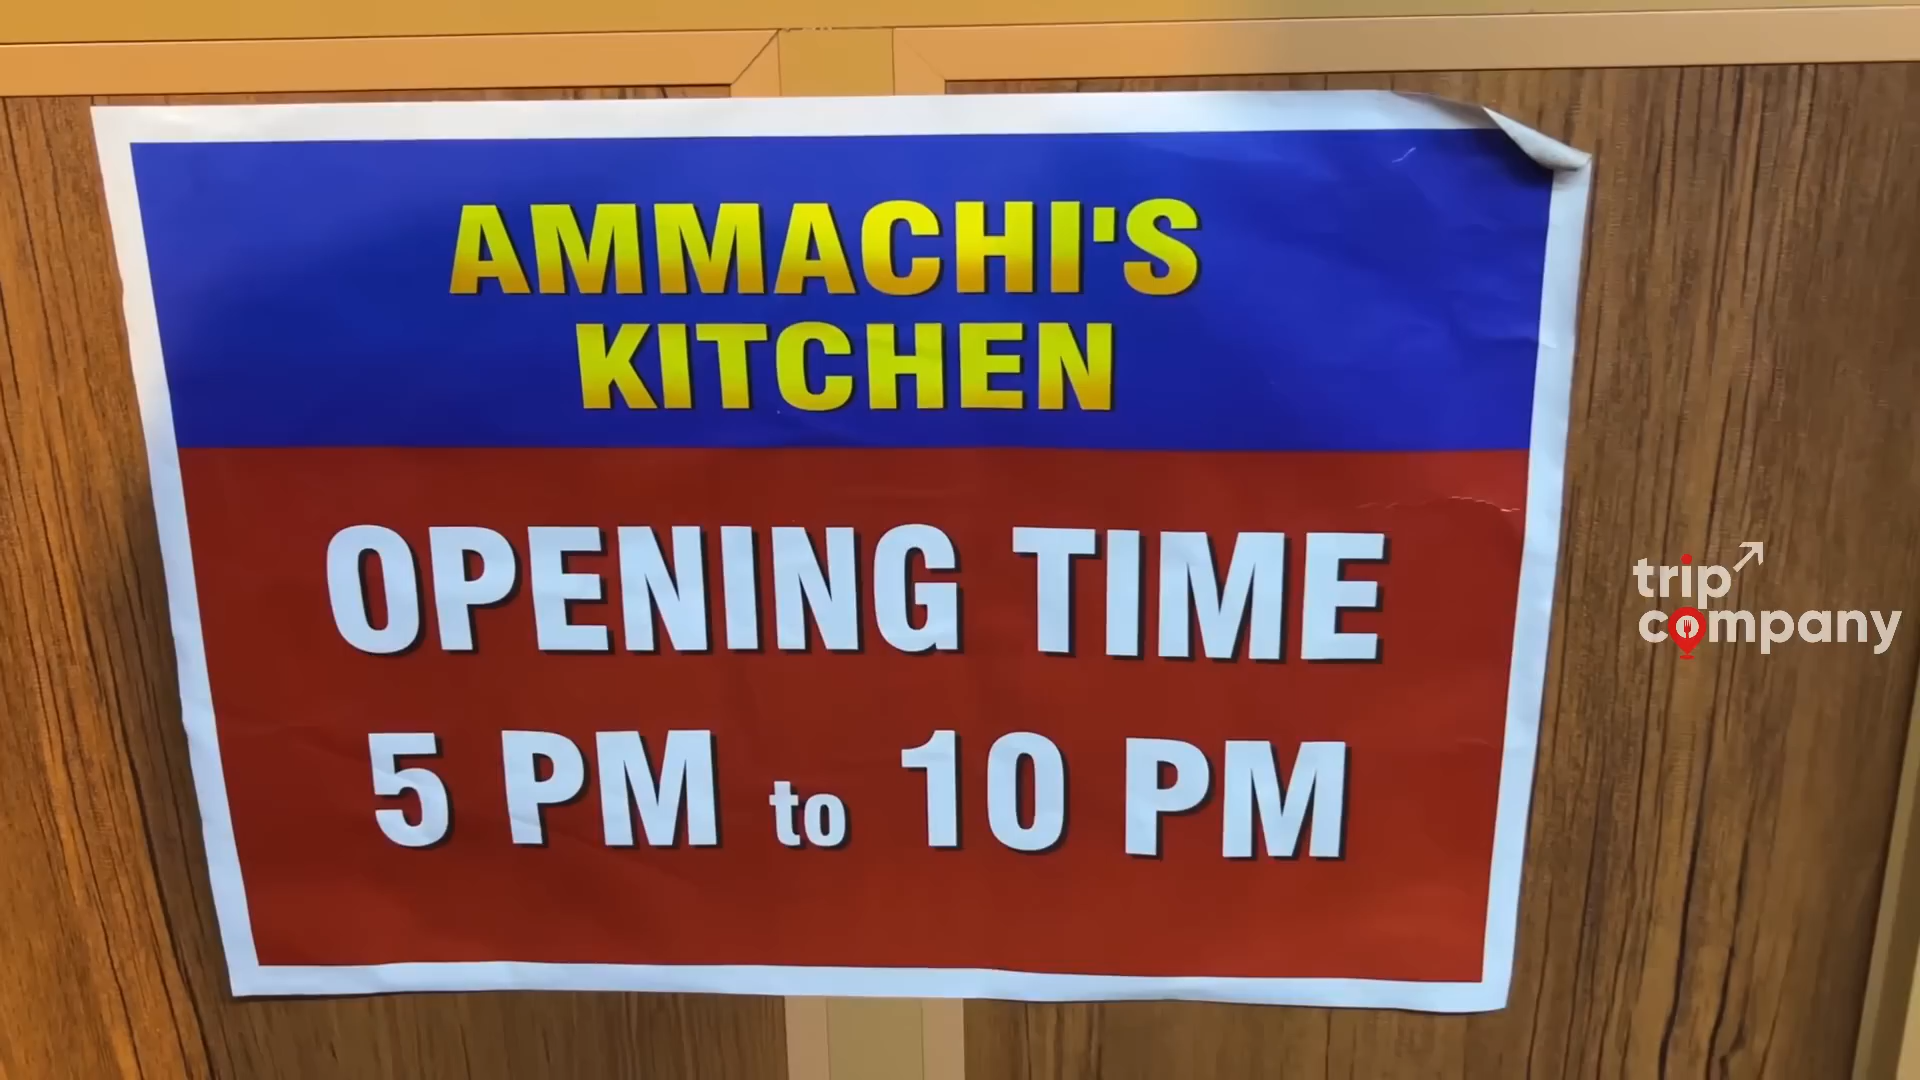 AMMACHI'S
KITCHEN
OPENING TIME
5 PM to 10 PM
trip
company